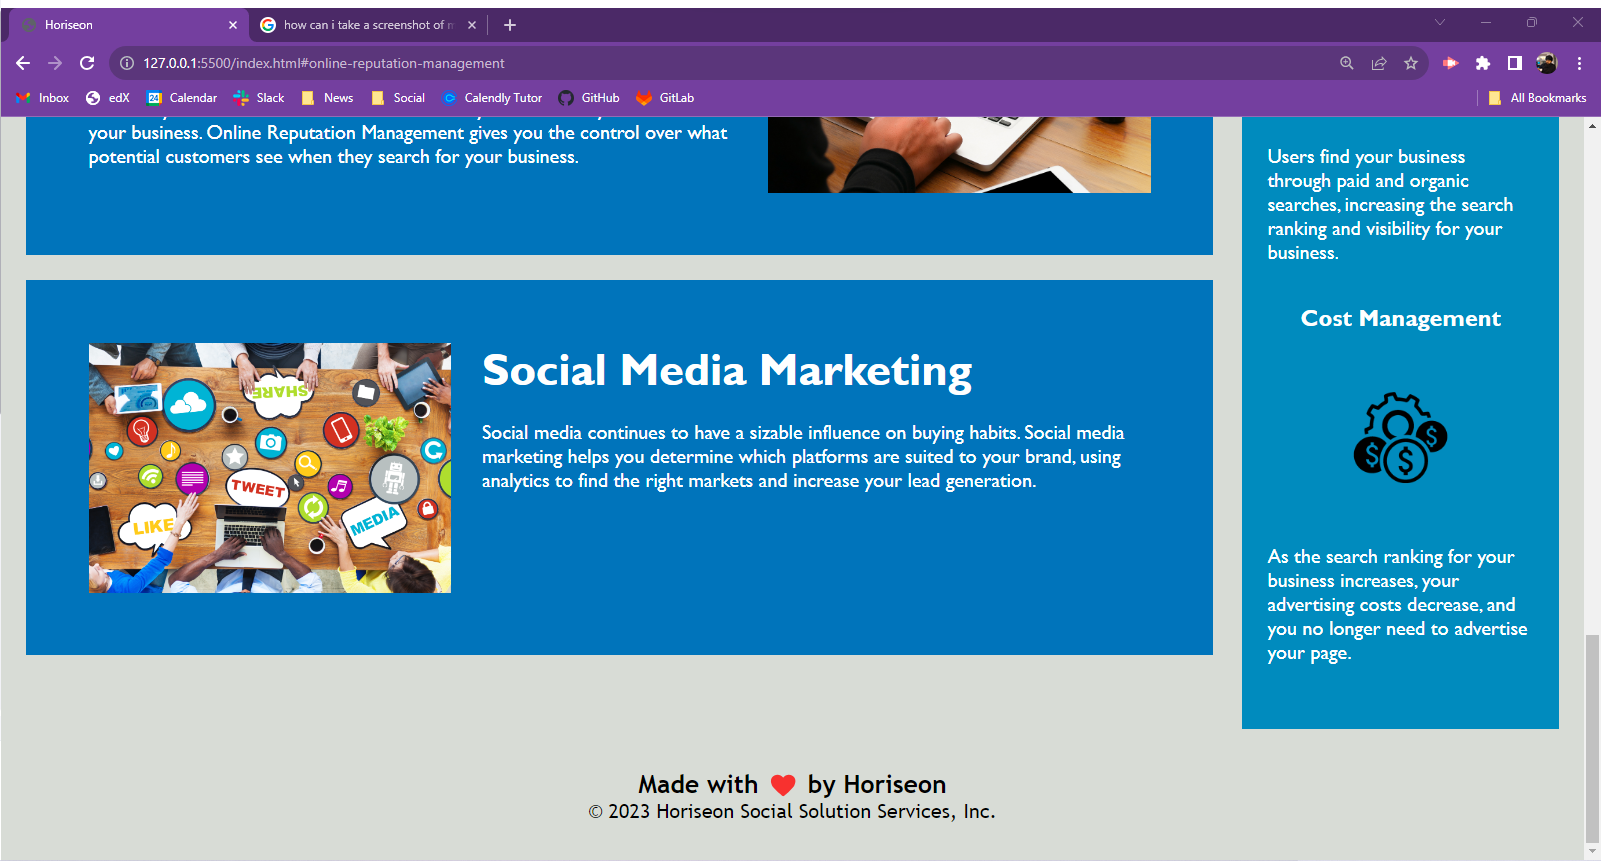 Horiseon
how can i take a screenshot of m
127.0.0.1:5500/index.html#online-reputation-management
Inbox
edX
24
Calendar
Slack
News
Social
Calendly Tutor
GitHub
GitLab
All Bookmarks
your business. Online Reputation Management gives you the control over what
potential customers see when they search for your business.
Social Media Marketing
Social media continues to have a sizable influence on buying habits. Social media
marketing helps you determine which platforms are suited to your brand, using
analytics to find the right markets and increase your lead generation.
SHARE
TWEET
LIKE
MEDIA
Users find your business
through paid and organic
searches, increasing the search
ranking and visibility for your
business.
Cost Management
$
$
$
As the search ranking for your
business increases, your
advertising costs decrease, and
you no longer need to advertise
your page.
Made with ❤️ by Horiseon
© 2023 Horiseon Social Solution Services, Inc.